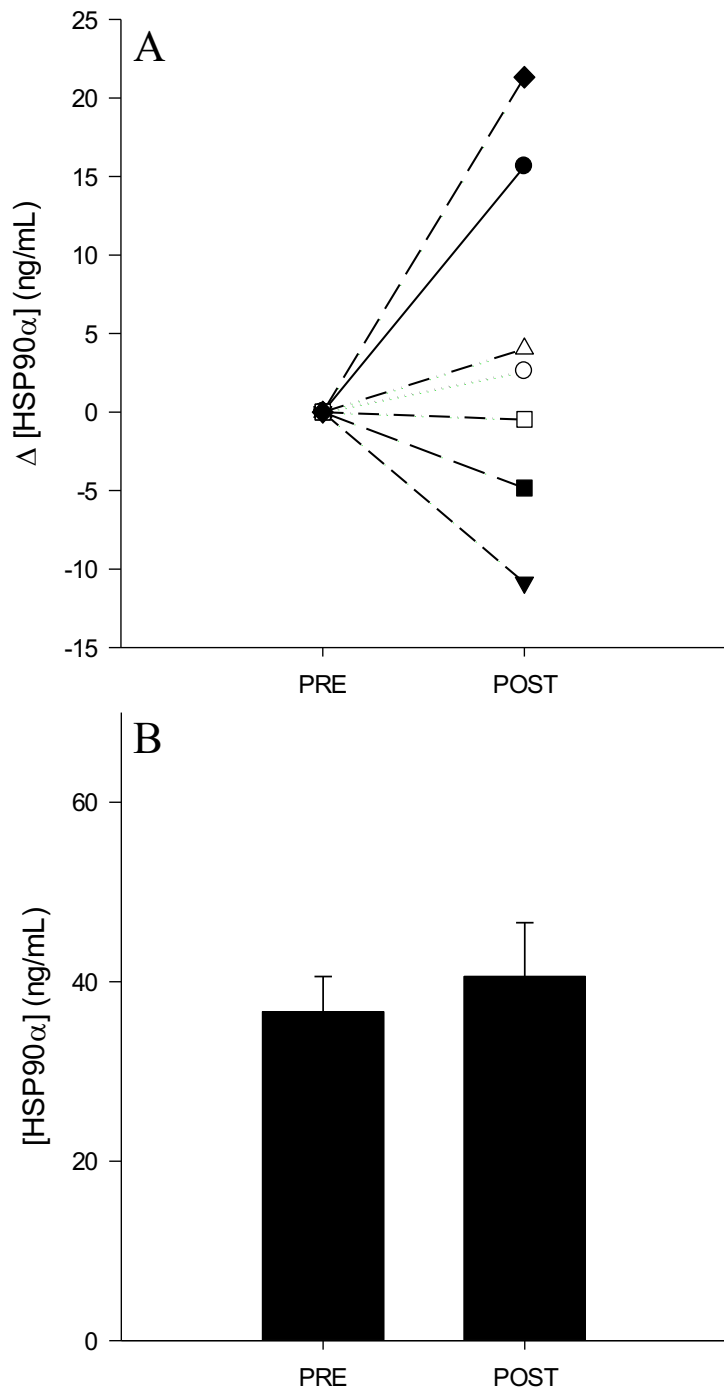 A
25
20
15
10
5
0
-5
-10
-15
Δ [HSP90α] (ng/mL)
PRE POST
B
60
40
20
0
[HSP90α] (ng/mL)
PRE POST